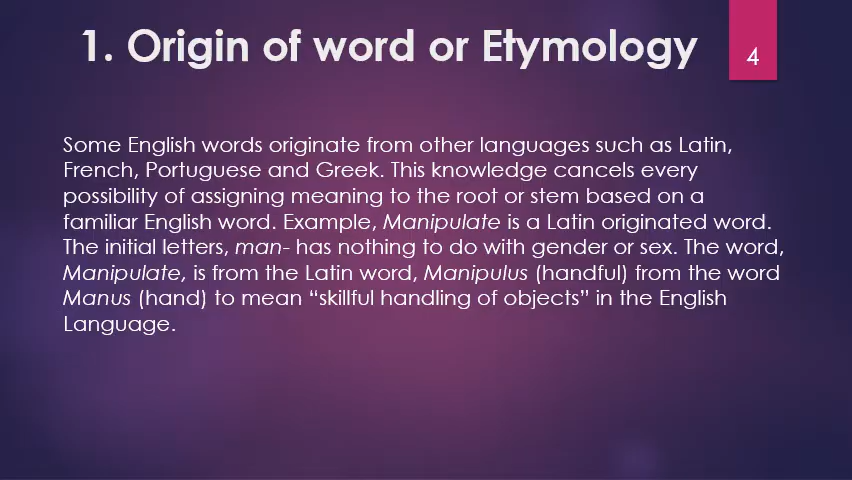 1. Origin of word or Etymology
4
Some English words originate from other languages such as Latin,
French, Portuguese and Greek. This knowledge cancels every
possibility of assigning meaning to the root or stem based on a
familiar English word. Example, Manipulate is a Latin originated word.
The initial letters, man- has nothing to do with gender or sex. The word,
Manipulate, is from the Latin word, Manipulus (handful) from the word
Manus (hand) to mean “skillful handling of objects” in the English
Language.